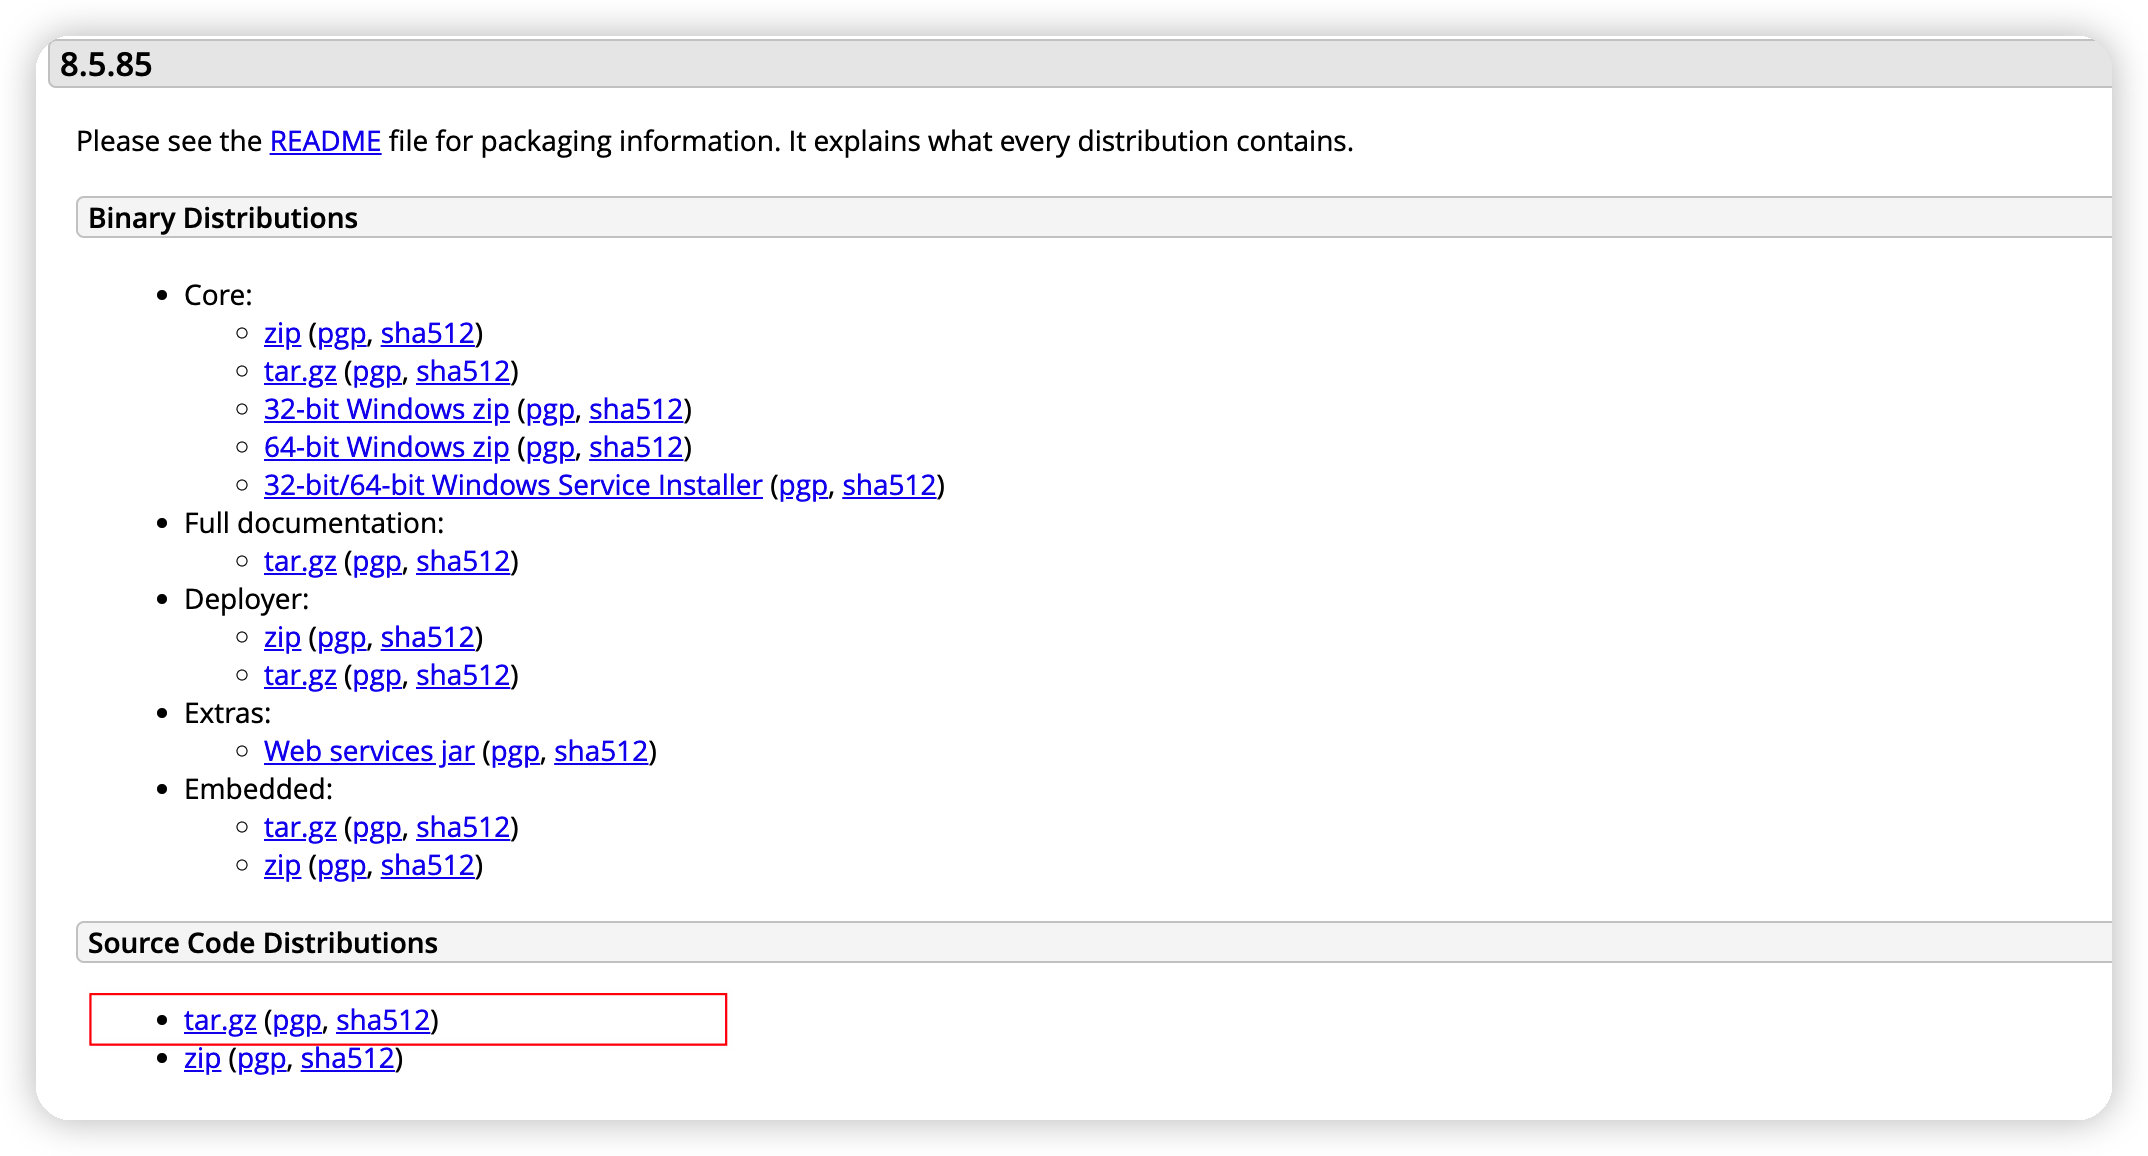 8.5.85
Please see the README file for packaging information. It explains what every distribution contains.
Binary Distributions
Core:
zip (pgp, sha512)
tar.gz (pgp, sha512)
32-bit Windows zip (pgp, sha512)
64-bit Windows zip (pgp, sha512)
32-bit/64-bit Windows Service Installer (pgp, sha512)
Full documentation:
tar.gz (pgp, sha512)
Deployer:
zip (pgp, sha512)
tar.gz (pgp, sha512)
Extras:
Web services jar (pgp, sha512)
Embedded:
tar.gz (pgp, sha512)
zip (pgp, sha512)
Source Code Distributions
tar.gz (pgp, sha512)
zip (pgp, sha512)